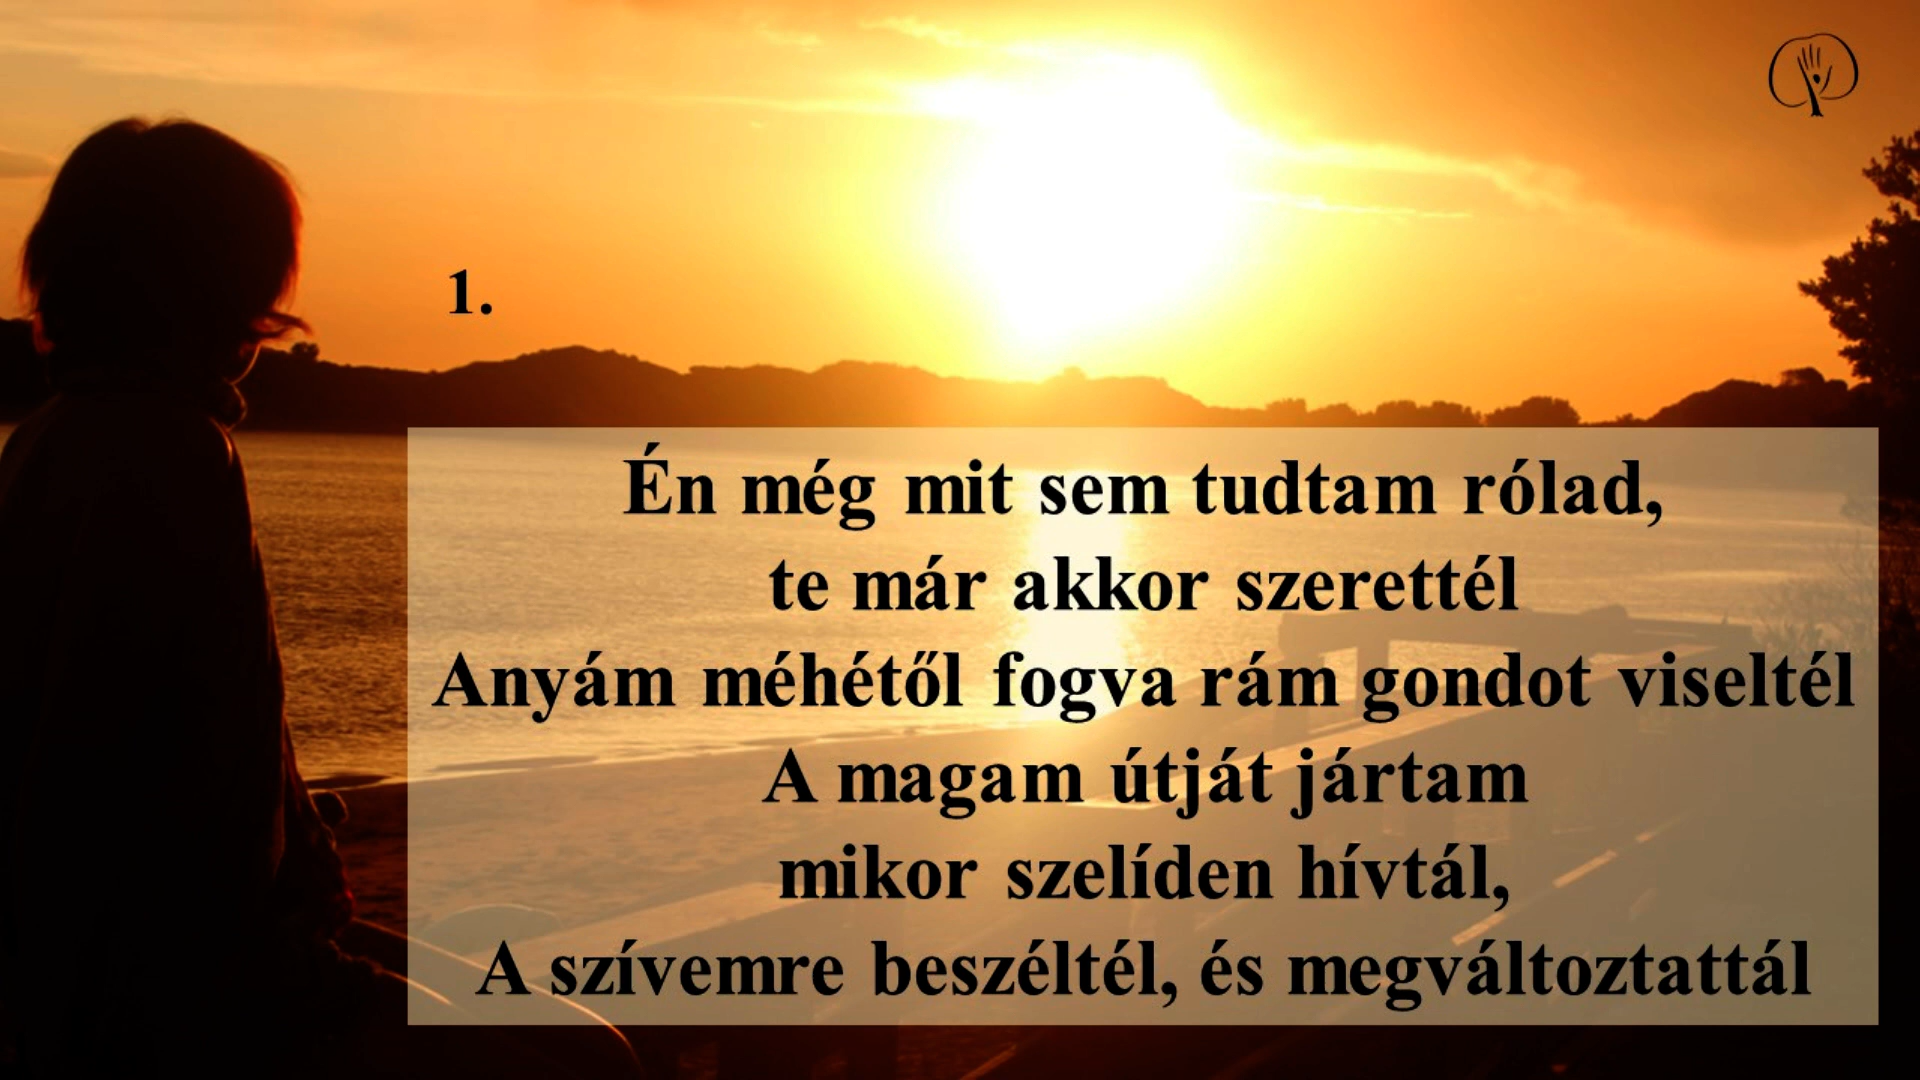 1.
Én még mit sem tudtam rólad,
te már akkor szerettél
Anyám méhétől fogva rám gondot viseltél
A magam útját jártam
mikor szelíden hívtál,
A szívemre beszéltél, és megváltoztattál